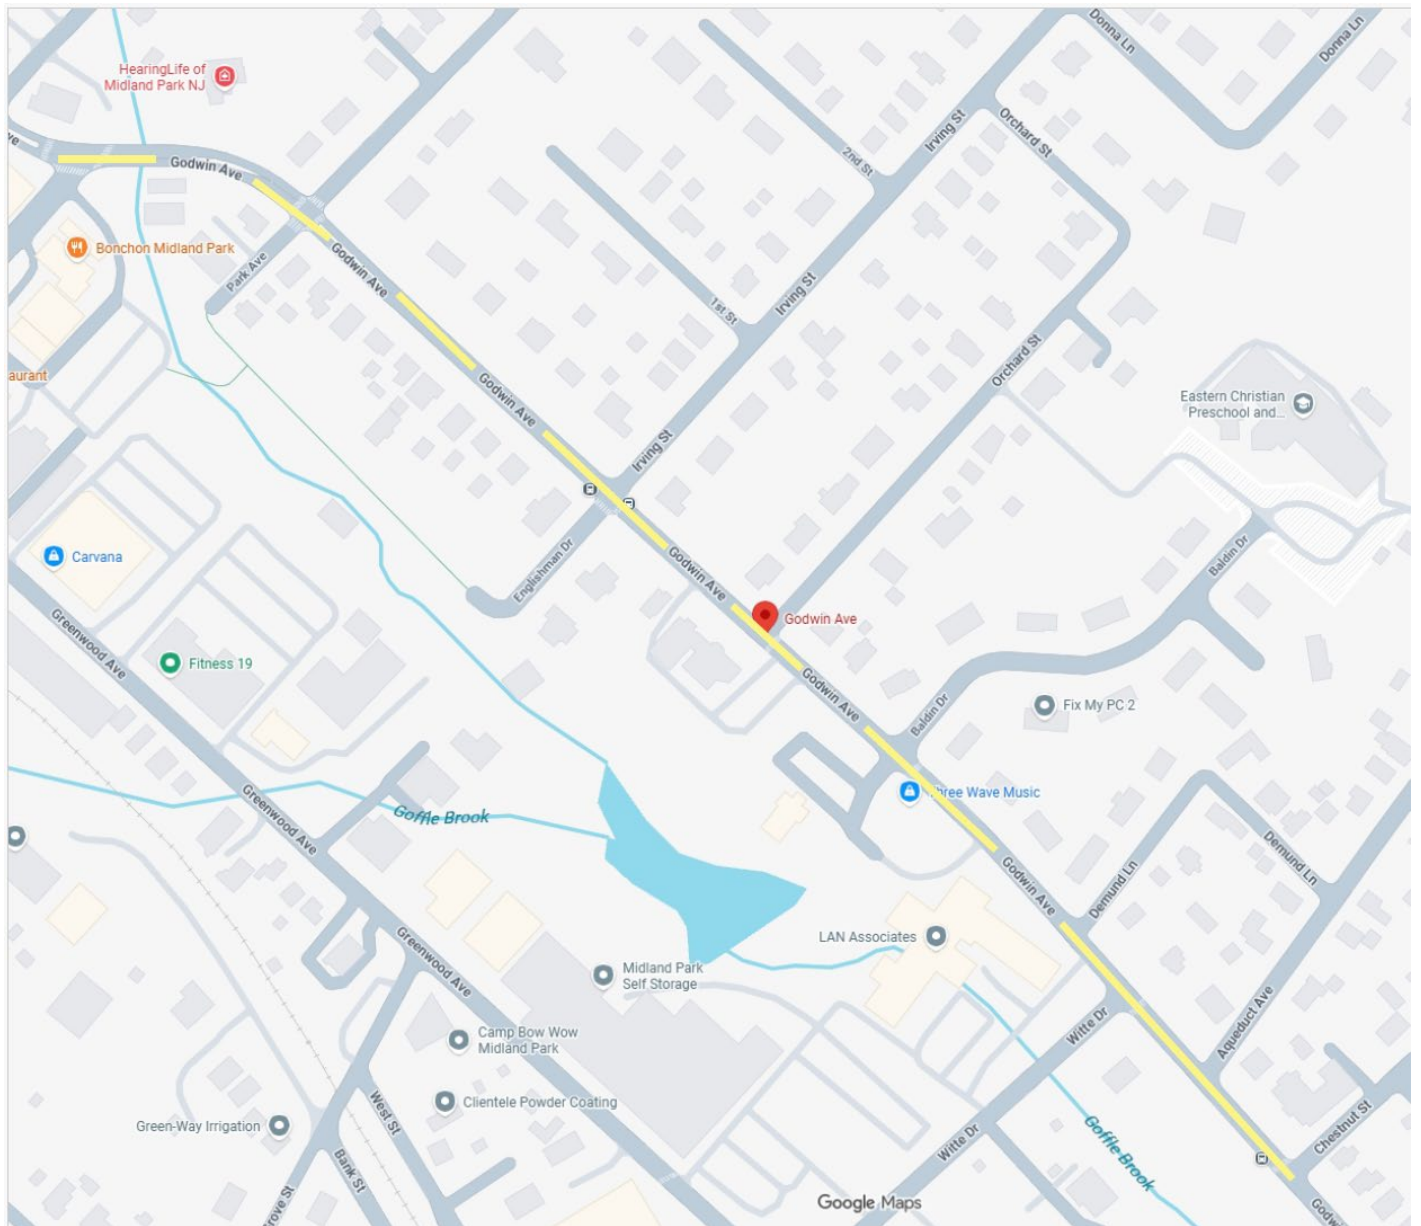 Donna Ln
Donna Ln
HearingLife of
Midland Park NJ
Irving St
Orchard St
Godwin Ave
2nd St
Bonchon Midland Park
Park Ave
Godwin Ave
Irving St
1st St
Orchard St
aurant
Godwin Ave
Eastern Christian
Preschool and...
Irving St
Carvana
Englishman Dr
Godwin Ave
Baldin Dr
Greenwood Ave
Godwin Ave
Fitness 19
Godwin Ave
Baldin Dr
Fix My PC 2
Three Wave Music
Greenwood Ave
Goffle Brook
Demund Ln
Godwin Ave
Demund Ln
Greenwood Ave
LAN Associates
Midland Park
Self Storage
Witte Dr
Aqueduct Ave
Camp Bow Wow
Midland Park
Clientele Powder Coating
West St
Green-Way Irrigation
Bank St
Witte Dr
Goffle Brook
Chestnut St
Google Maps